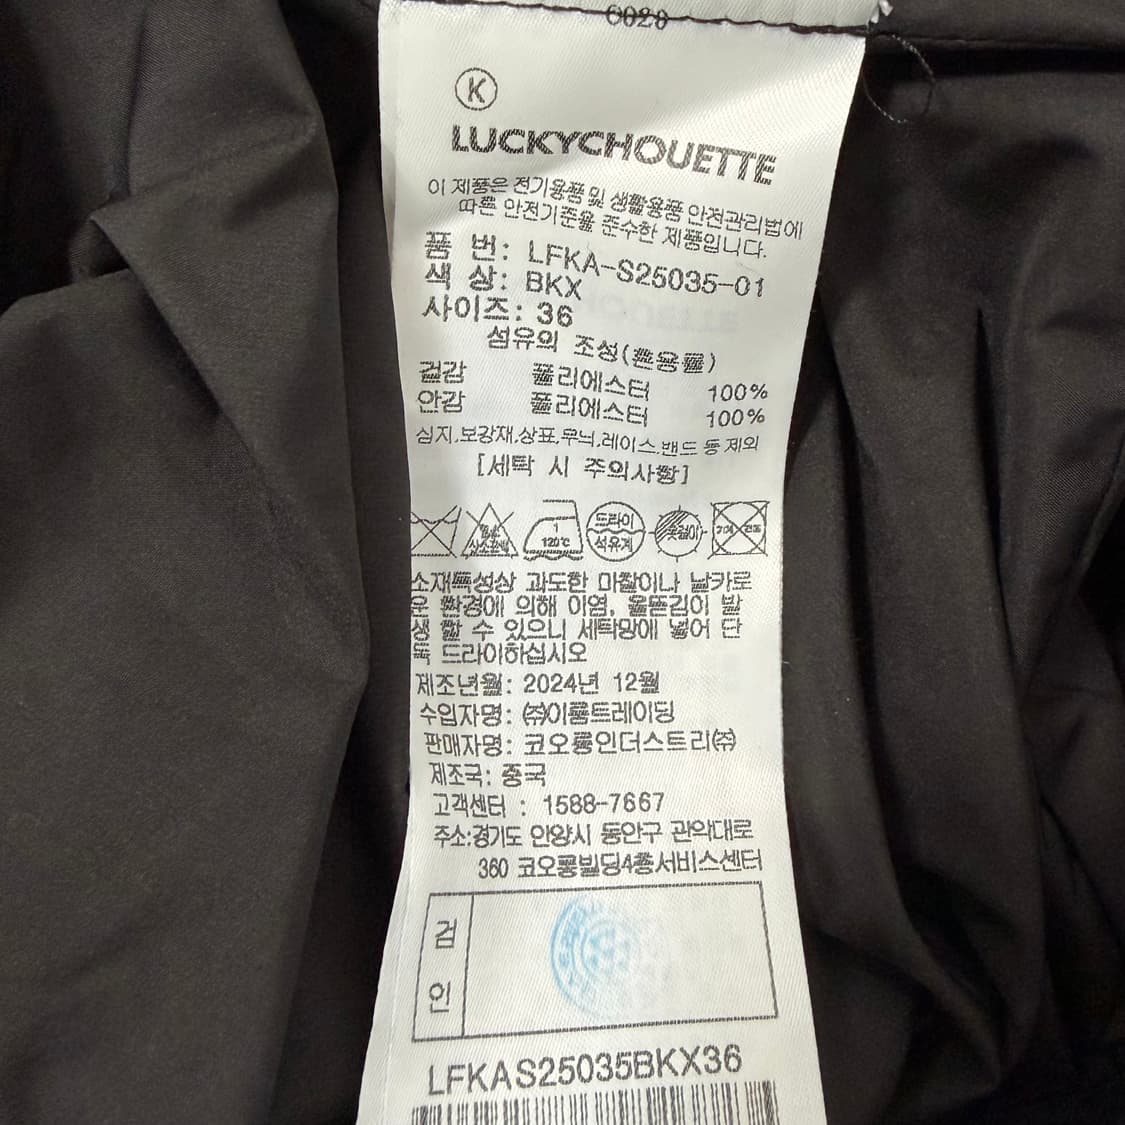 6028
K
LUCKYCHOUETTE
이 제품은 전기용품 및 생활용품 안전관리법에
따른 안전기준을 준수한 제품입니다.
품 번: LFKA-S25035-01
색 상: BKX
사이즈: 36
섬유의 조성(혼용률)
겉감 폴리에스터 100%
안감 폴리에스터 100%
심지,보강재,상표,무늬,레이스,밴드 등 제외
[세탁 시 주의사항]
1
120℃
드라이
석유계
옷걸이
소재특성상 과도한 마찰이나 날카로
운 환경에 의해 이염, 올뜯김이 발
생 할 수 있으니 세탁망에 넣어 단
독 드라이하십시오
제조년월: 2024년 12월
수입자명: ㈜이룸트레이딩
판매자명: 코오롱인더스트리㈜
제조국: 중국
고객센터 : 1588-7667
주소:경기도 안양시 동안구 관악대로
360 코오롱빌딩4층서비스센터
검
인
LFKAS25035BKX36